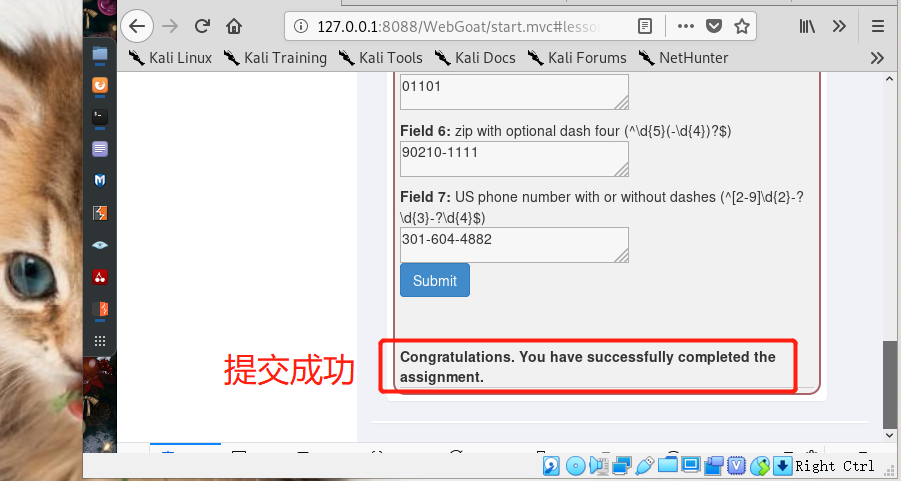 127.0.0.1:8088/WebGoat/start.mvc#lesso
Kali Linux Kali Training Kali Tools Kali Docs Kali Forums NetHunter
01101
Field 6: zip with optional dash four (^\d{5}(-\d{4})?$)
90210-1111
Field 7: US phone number with or without dashes (^[2-9]\d{2}-?
\d{3}-?\d{4}$)
301-604-4882
Submit
提交成功
Congratulations. You have successfully completed the
assignment.
Right Ctrl